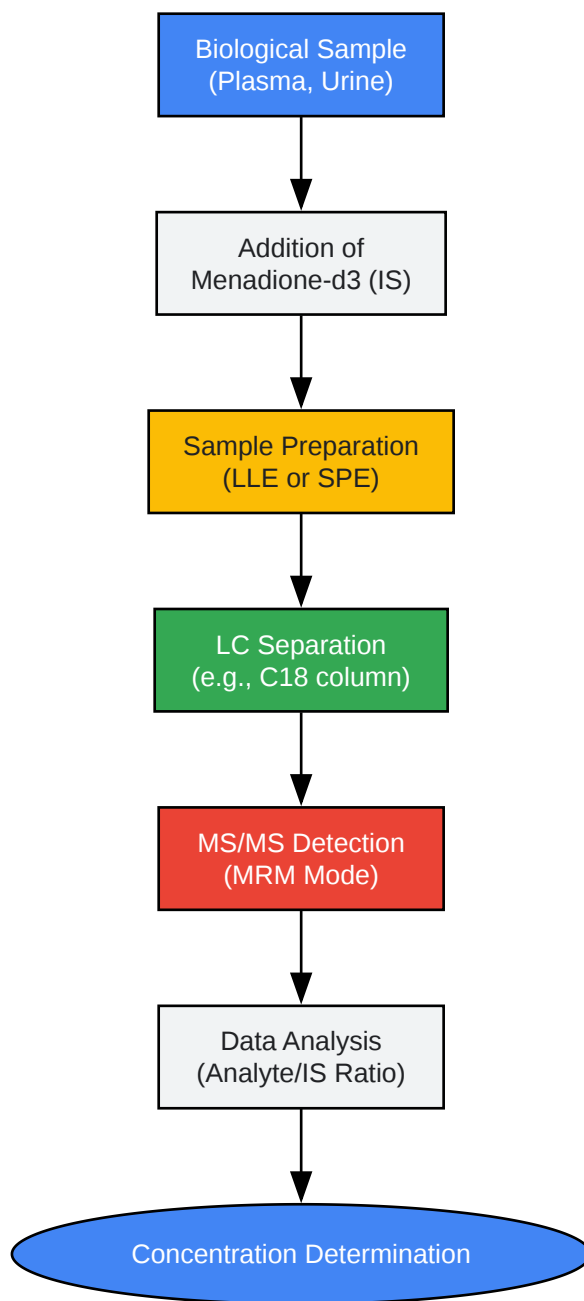 Biological Sample
(Plasma, Urine)
Addition of
Menadione-d3 (IS)
Sample Preparation
(LLE or SPE)
LC Separation
(e.g., C18 column)
MS/MS Detection
(MRM Mode)
Data Analysis
(Analyte/IS Ratio)
Concentration Determination